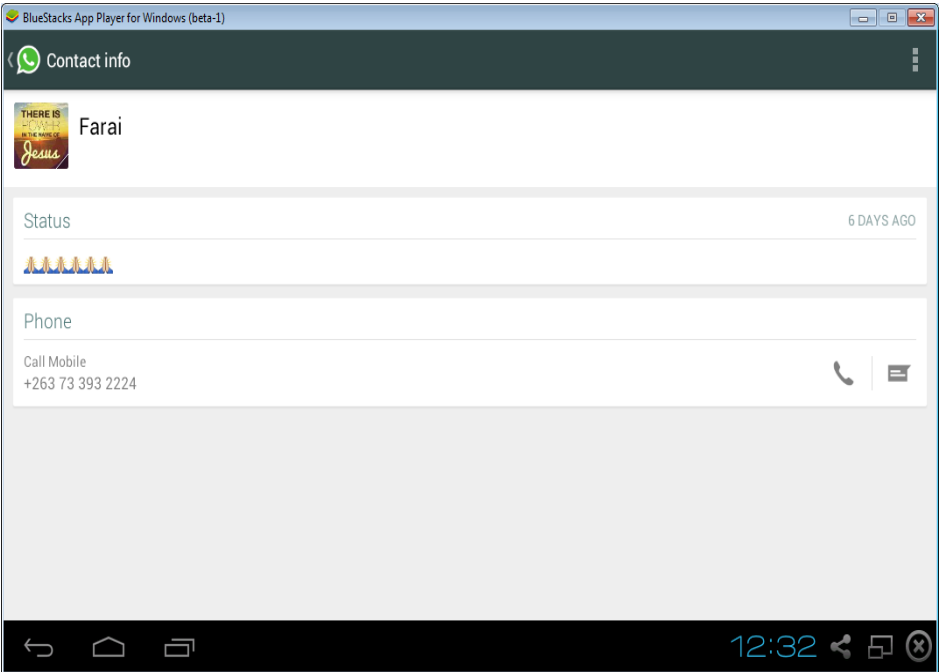 BlueStacks App Player for Windows (beta-1)
Contact info
THERE IS
POWER
IN THE NAME OF
Jesus
Farai
Status
6 DAYS AGO
🙏🙏🙏🙏🙏🙏
Phone
Call Mobile
+263 73 393 2224
12:32